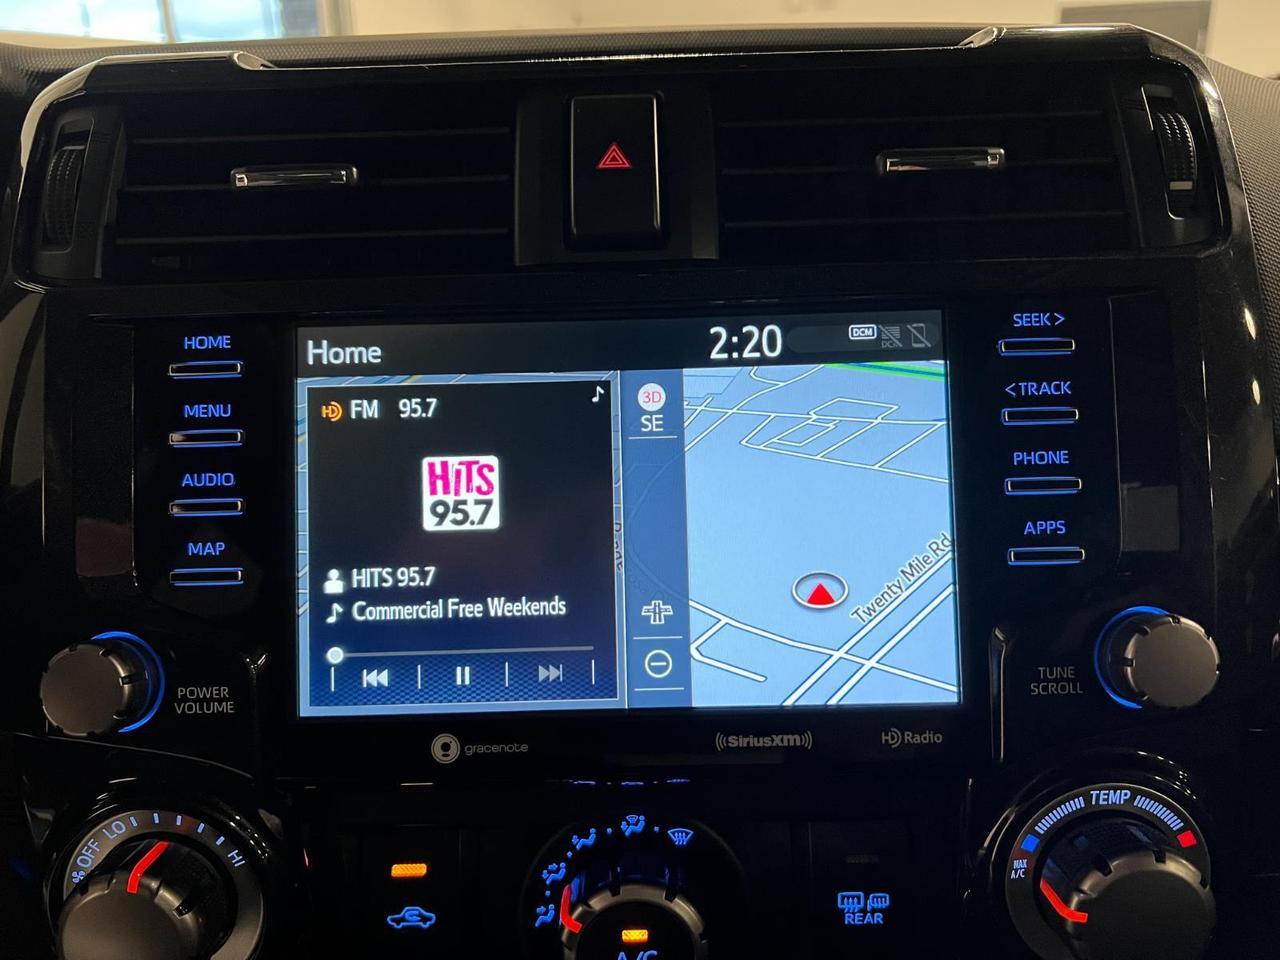 HOME
MENU
AUDIO
MAP
POWER
VOLUME
Home
2:20
DCM
DCM
HD FM 95.7
HiTS
95.7
HITS 95.7
Commercial Free Weekends
3D
SE
Twenty Mile Rd
SEEK>
<TRACK
PHONE
APPS
TUNE
SCROLL
gracenote
((SiriusXM))
HD Radio
OFF LO HI
A/C
REAR
TEMP
MAX
A/C